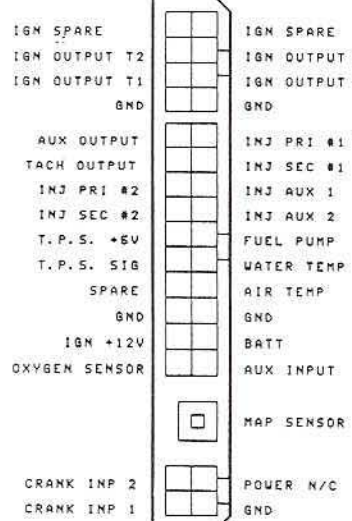 IGN SPARE IGN SPARE
IGN OUTPUT T2 IGN OUTPUT
IGN OUTPUT T1 IGN OUTPUT
GND GND
AUX OUTPUT INJ PRI #1
TACH OUTPUT INJ SEC #1
INJ PRI #2 INJ AUX 1
INJ SEC #2 INJ AUX 2
T.P.S. +5V FUEL PUMP
T.P.S. SIG WATER TEMP
SPARE AIR TEMP
GND GND
IGN +12V BATT
OXYGEN SENSOR AUX INPUT
MAP SENSOR
CRANK INP 2 POWER N/C
CRANK INP 1 GND